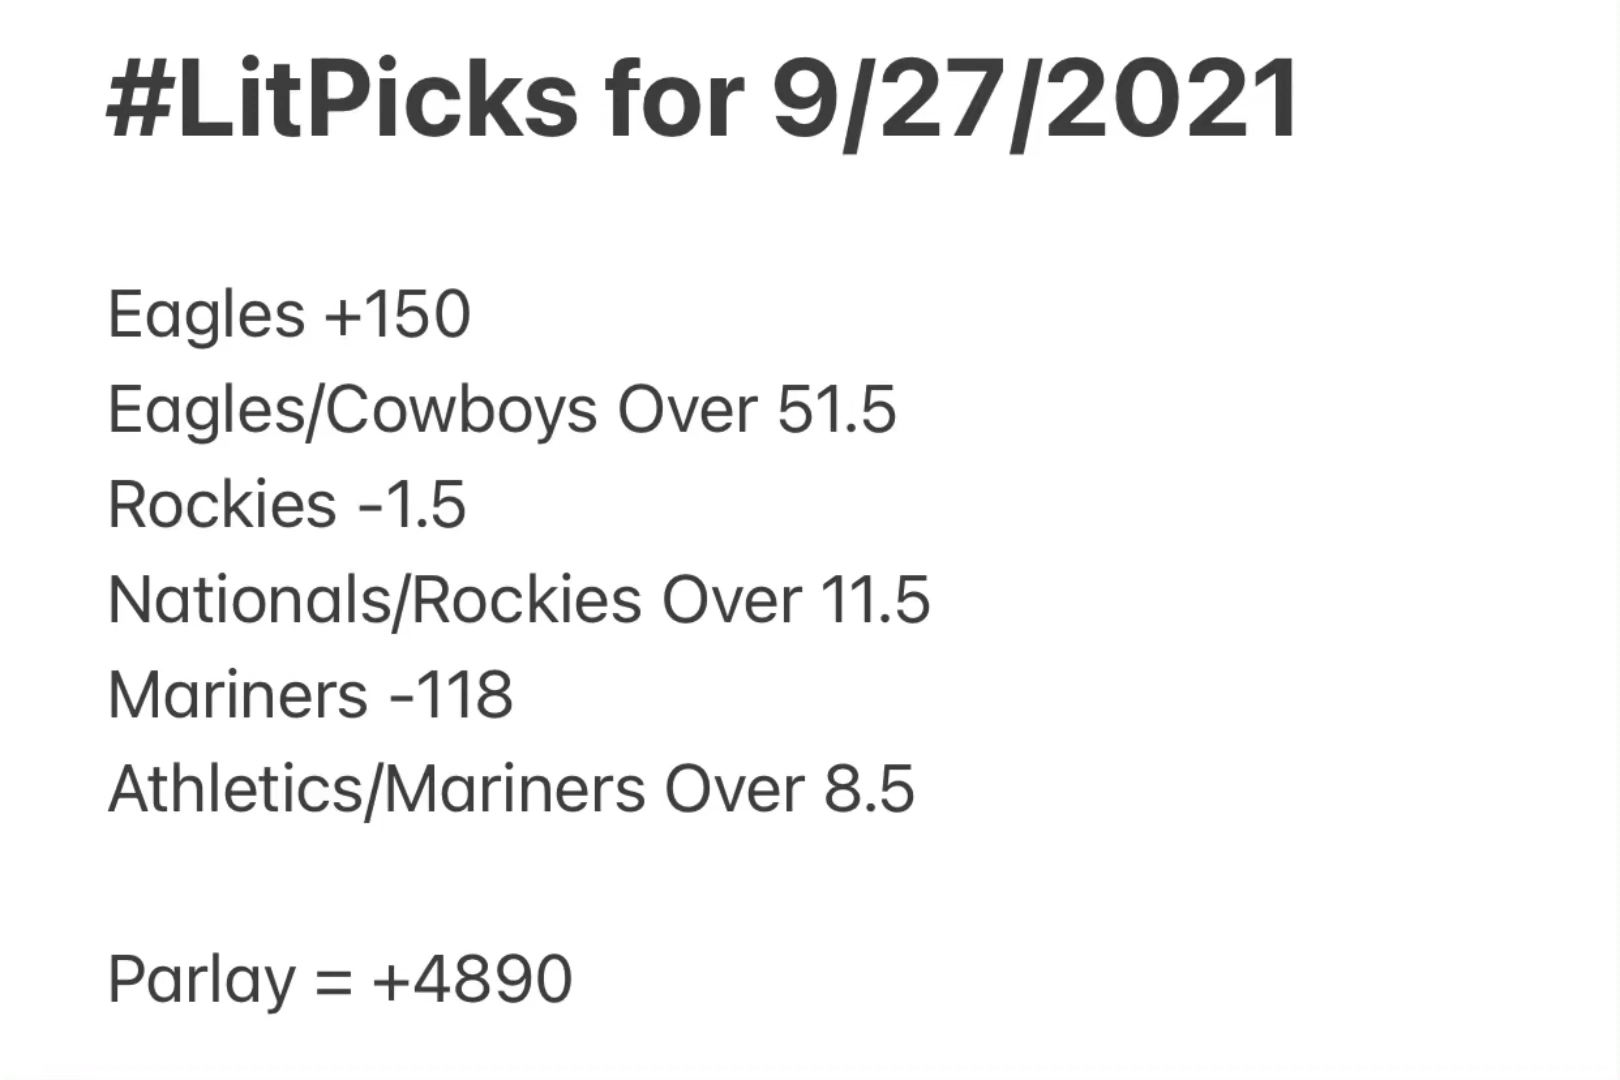 #LitPicks for 9/27/2021
Eagles +150
Eagles/Cowboys Over 51.5
Rockies -1.5
Nationals/Rockies Over 11.5
Mariners -118
Athletics/Mariners Over 8.5
Parlay = +4890